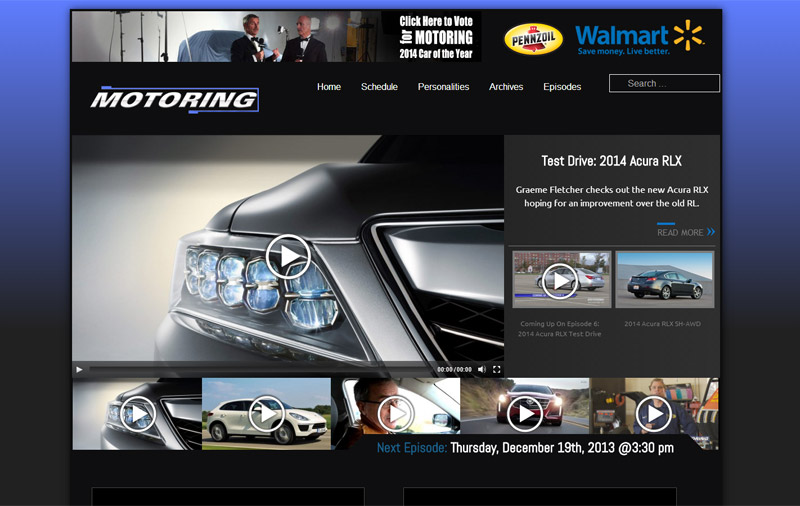 Click Here to Vote
for MOTORING
2014 Car of the Year
PENNZOIL
Walmart
Save money. Live better.
MOTORING
Home
Schedule
Personalities
Archives
Episodes
Search ...
Test Drive: 2014 Acura RLX
Graeme Fletcher checks out the new Acura RLX
hoping for an improvement over the old RL.
READ MORE »
Coming Up On Episode 6:
2014 Acura RLX Test Drive
2014 Acura RLX SH-AWD
00:00/00:00
Next Episode: Thursday, December 19th, 2013 @3:30 pm